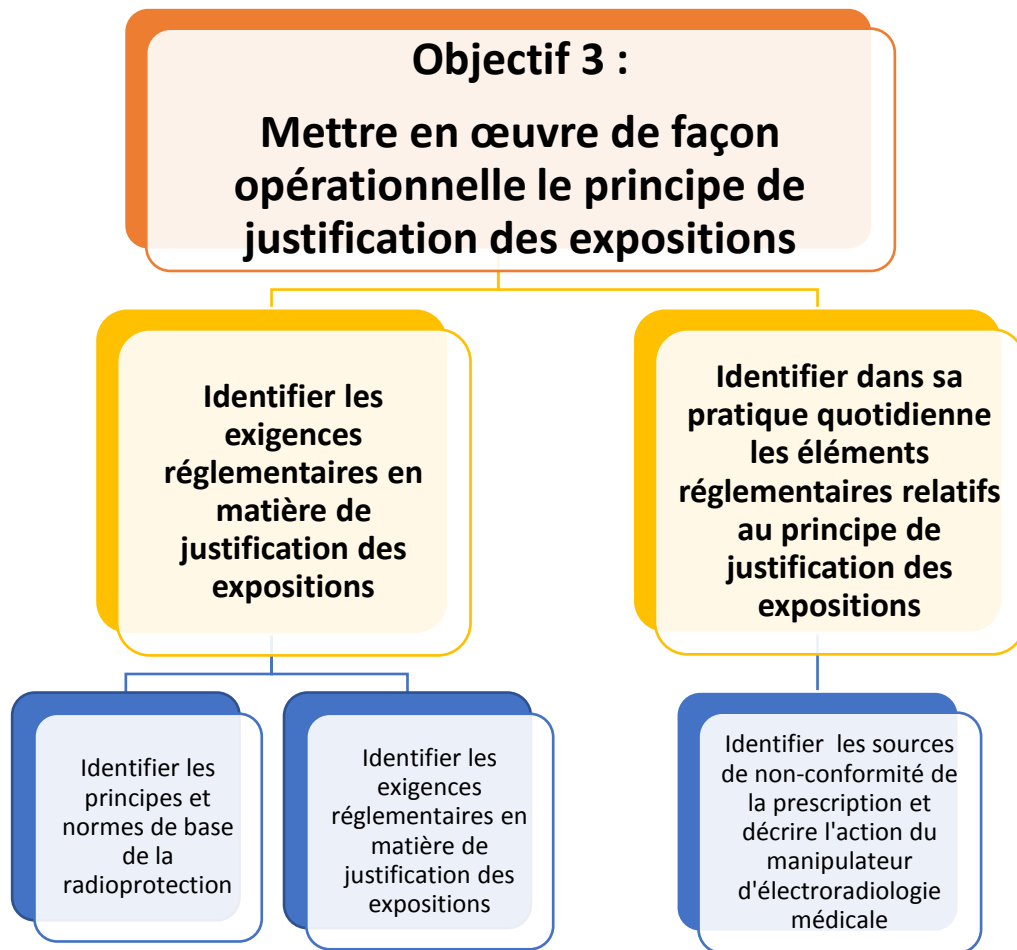 Objectif 3 :
Mettre en œuvre de façon
opérationnelle le principe de
justification des expositions
Identifier les
exigences
réglementaires en
matière de
justification des
expositions
Identifier dans sa
pratique quotidienne
les éléments
réglementaires relatifs
au principe de
justification des
expositions
Identifier les
principes et
normes de base
de la
radioprotection
Identifier les
exigences
réglementaires en
matière de
justification des
expositions
Identifier  les sources
de non-conformité de
la prescription et
décrire l'action du
manipulateur
d'électroradiologie
médicale